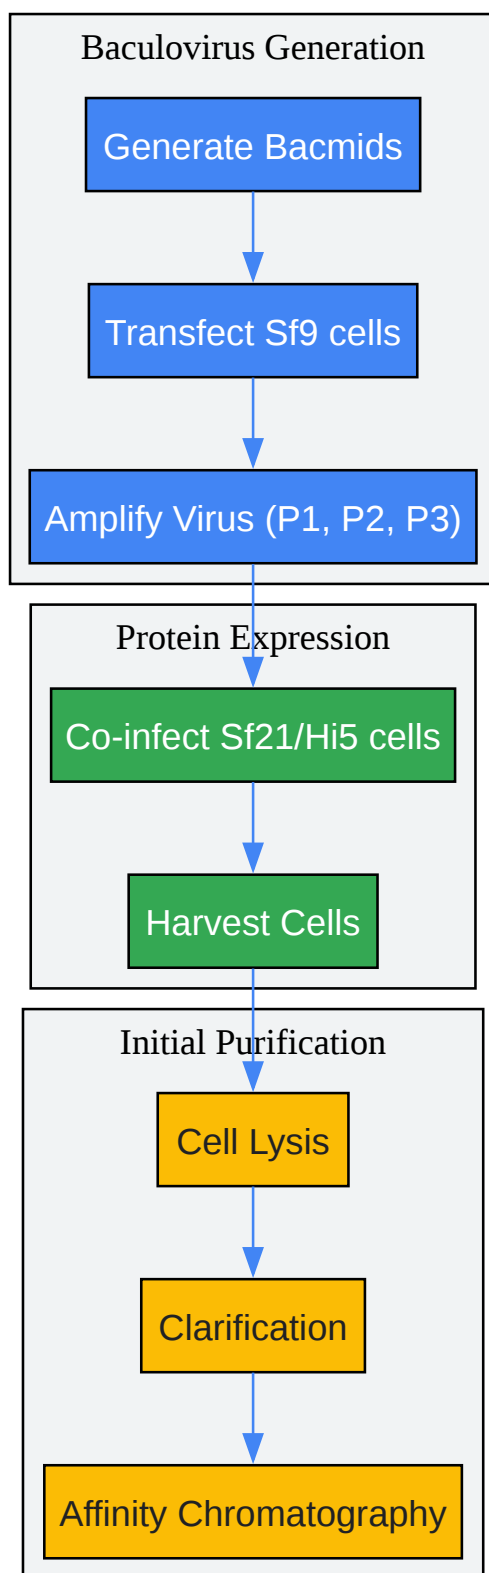 Baculovirus Generation
Generate Bacmids
Transfect Sf9 cells
Amplify Virus (P1, P2, P3)
Protein Expression
Co-infect Sf21/Hi5 cells
Harvest Cells
Initial Purification
Cell Lysis
Clarification
Affinity Chromatography